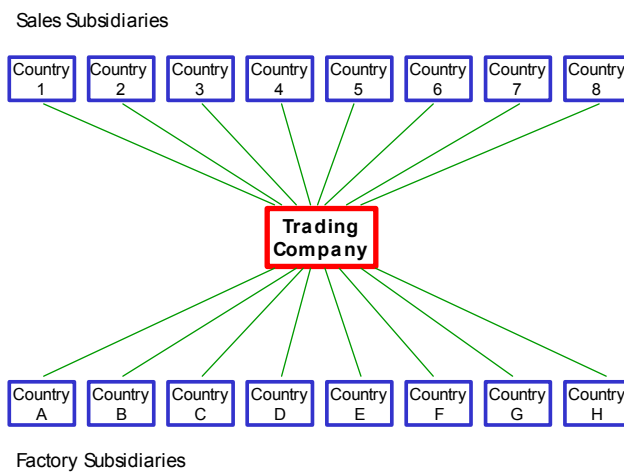 Sales Subsidiaries
Country Country Country Country Country Country Country Country
1 2 3 4 5 6 7 8
Trading
Company
Country Country Country Country Country Country Country Country
A B C D E F G H
Factory Subsidiaries